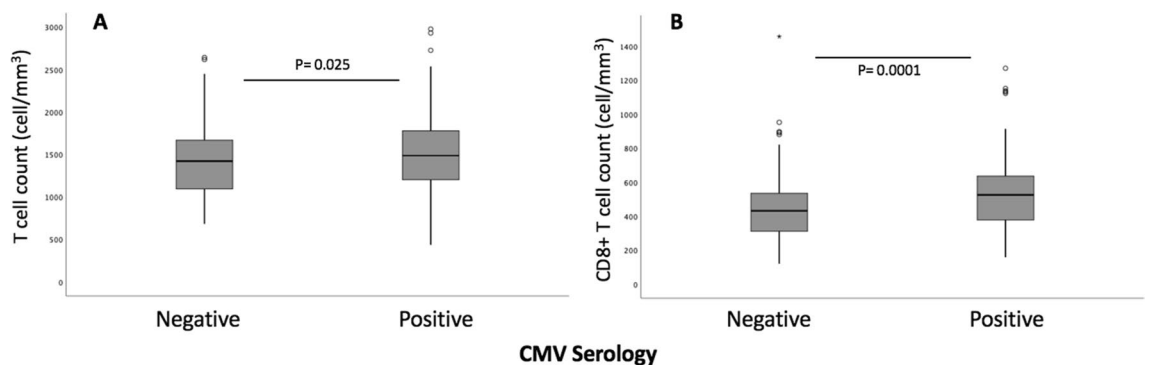 A
T cell count (cell/mm³)
3000
2500
2000
1500
1000
500
0
P= 0.025
Negative
Positive
B
CD8+ T cell count (cell/mm³)
1400
1200
1000
800
600
400
200
0
P= 0.0001
Negative
Positive
CMV Serology